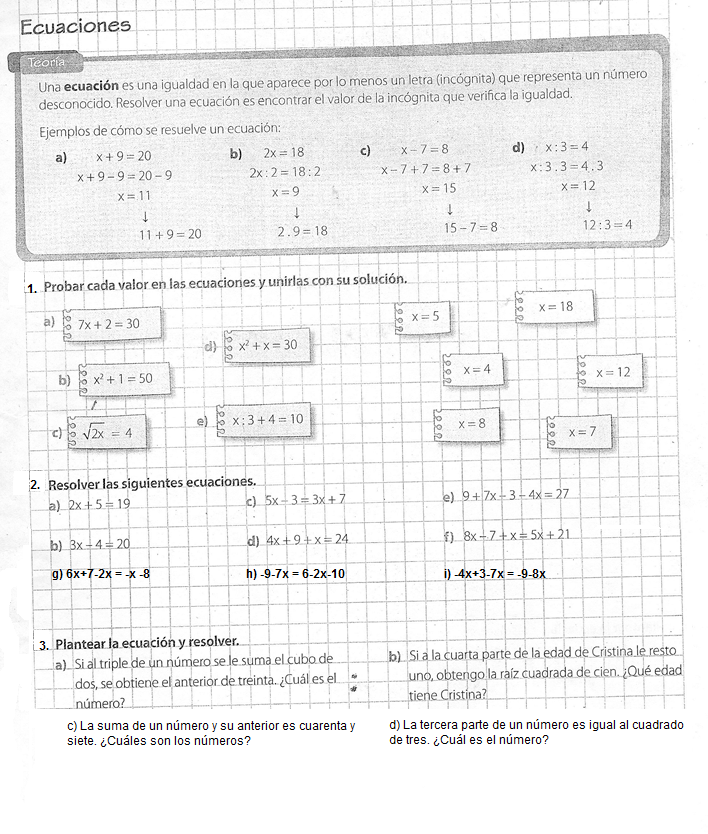 Ecuaciones
Teoría
Una ecuación es una igualdad en la que aparece por lo menos un letra (incógnita) que representa un número
desconocido. Resolver una ecuación es encontrar el valor de la incógnita que verifica la igualdad.
Ejemplos de cómo se resuelve un ecuación:
a) x + 9 = 20
x + 9 – 9 = 20 – 9
x = 11
↓
11 + 9 = 20
b) 2x = 18
2x : 2 = 18 : 2
x = 9
↓
2 . 9 = 18
c) x – 7 = 8
x – 7 + 7 = 8 + 7
x = 15
↓
15 – 7 = 8
d) x : 3 = 4
x : 3 . 3 = 4 . 3
x = 12
↓
12 : 3 = 4
1. Probar cada valor en las ecuaciones y unirlas con su solución.
a) 7x + 2 = 30
b) x² + 1 = 50
c) √2x = 4
d) x² + x = 30
e) x : 3 + 4 = 10
x = 5
x = 18
x = 4
x = 12
x = 8
x = 7
2. Resolver las siguientes ecuaciones.
a) 2x + 5 = 19
c) 5x – 3 = 3x + 7
e) 9 + 7x – 3 – 4x = 27
b) 3x – 4 = 20
d) 4x + 9 + x = 24
f) 8x – 7 + x = 5x + 21
g) 6x+7-2x = -x -8
h) -9-7x = 6-2x-10
i) -4x+3-7x = -9-8x
3. Plantear la ecuación y resolver.
a) Si al triple de un número se le suma el cubo de
dos, se obtiene el anterior de treinta. ¿Cuál es el
número?
b) Si a la cuarta parte de la edad de Cristina le resto
uno, obtengo la raíz cuadrada de cien. ¿Qué edad
tiene Cristina?
c) La suma de un número y su anterior es cuarenta y
siete. ¿Cuáles son los números?
d) La tercera parte de un número es igual al cuadrado
de tres. ¿Cuál es el número?